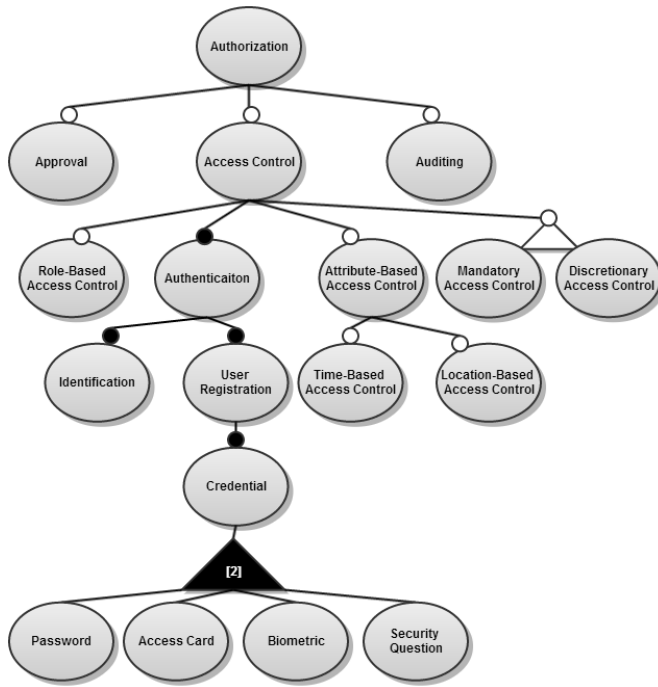 Authorization
Approval
Access Control
Auditing
Role-Based
Access Control
Authenticaiton
Attribute-Based
Access Control
Mandatory
Access Control
Discretionary
Access Control
Identification
User
Registration
Time-Based
Access Control
Location-Based
Access Control
Credential
[2]
Password
Access Card
Biometric
Security
Question